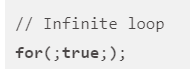 // Infinite loop
for(;true;);